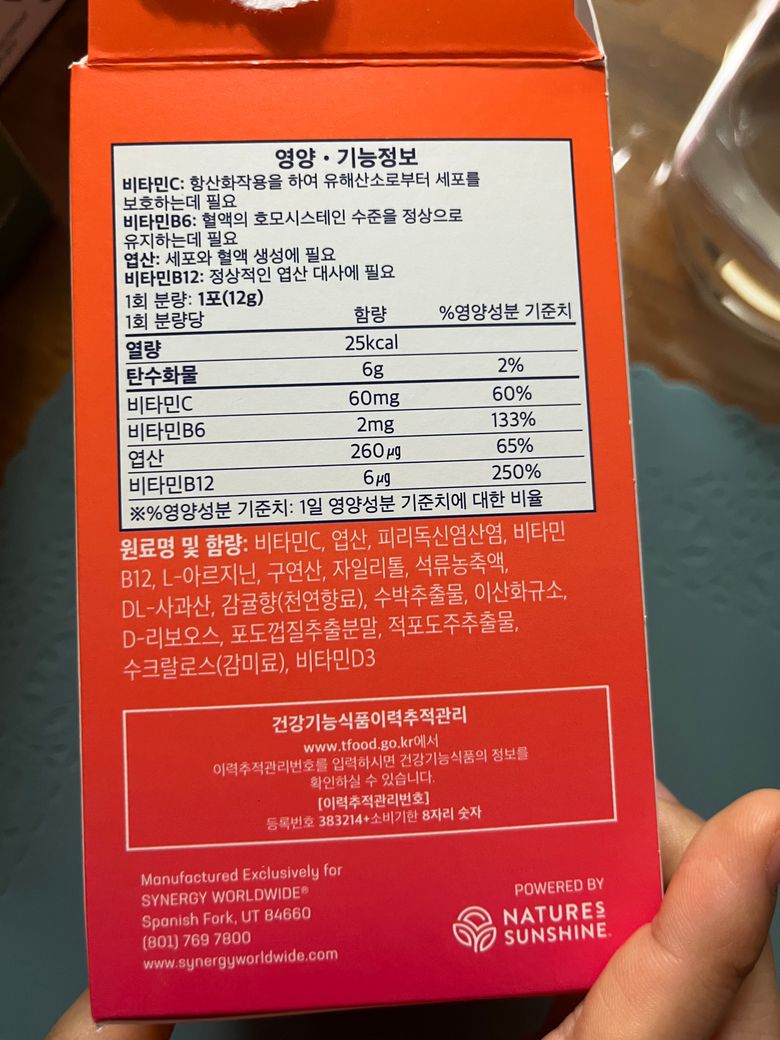 영양 • 기능정보
비타민C: 항산화작용을 하여 유해산소로부터 세포를
보호하는데 필요
비타민B6: 혈액의 호모시스테인 수준을 정상으로
유지하는데 필요
엽산: 세포와 혈액 생성에 필요
비타민B12: 정상적인 엽산 대사에 필요
1회 분량: 1포(12g)
1회 분량당 함량 %영양성분 기준치
열량 25kcal
탄수화물 6g 2%
비타민C 60mg 60%
비타민B6 2mg 133%
엽산 260㎍ 65%
비타민B12 6㎍ 250%
※%영양성분 기준치: 1일 영양성분 기준치에 대한 비율
원료명 및 함량: 비타민C, 엽산, 피리독신염산염, 비타민
B12, L-아르지닌, 구연산, 자일리톨, 석류농축액,
DL-사과산, 감귤향(천연향료), 수박추출물, 이산화규소,
D-리보오스, 포도껍질추출분말, 적포도주추출물,
수크랄로스(감미료), 비타민D3
건강기능식품이력추적관리
www.tfood.go.kr에서
이력추적관리번호를 입력하시면 건강기능식품의 정보를
확인하실 수 있습니다.
[이력추적관리번호]
등록번호 383214+소비기한 8자리 숫자
Manufactured Exclusively for
SYNERGY WORLDWIDE®
Spanish Fork, UT 84660
(801) 769 7800
www.synergyworldwide.com
POWERED BY
NATURES
SUNSHINE